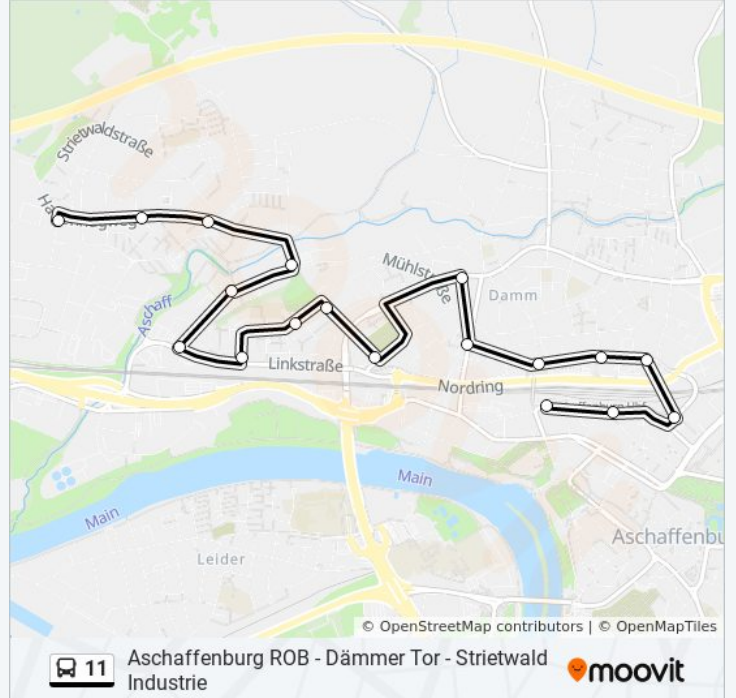 Strietwaldstraße
Mühlstraße
Damm
Aschaff
Linkstraße
Nordring
Main
Main
Leider
© OpenStreetMap contributors | © OpenMapTiles
11
Aschaffenburg ROB - Dämmer Tor - Strietwald
Industrie
moovit